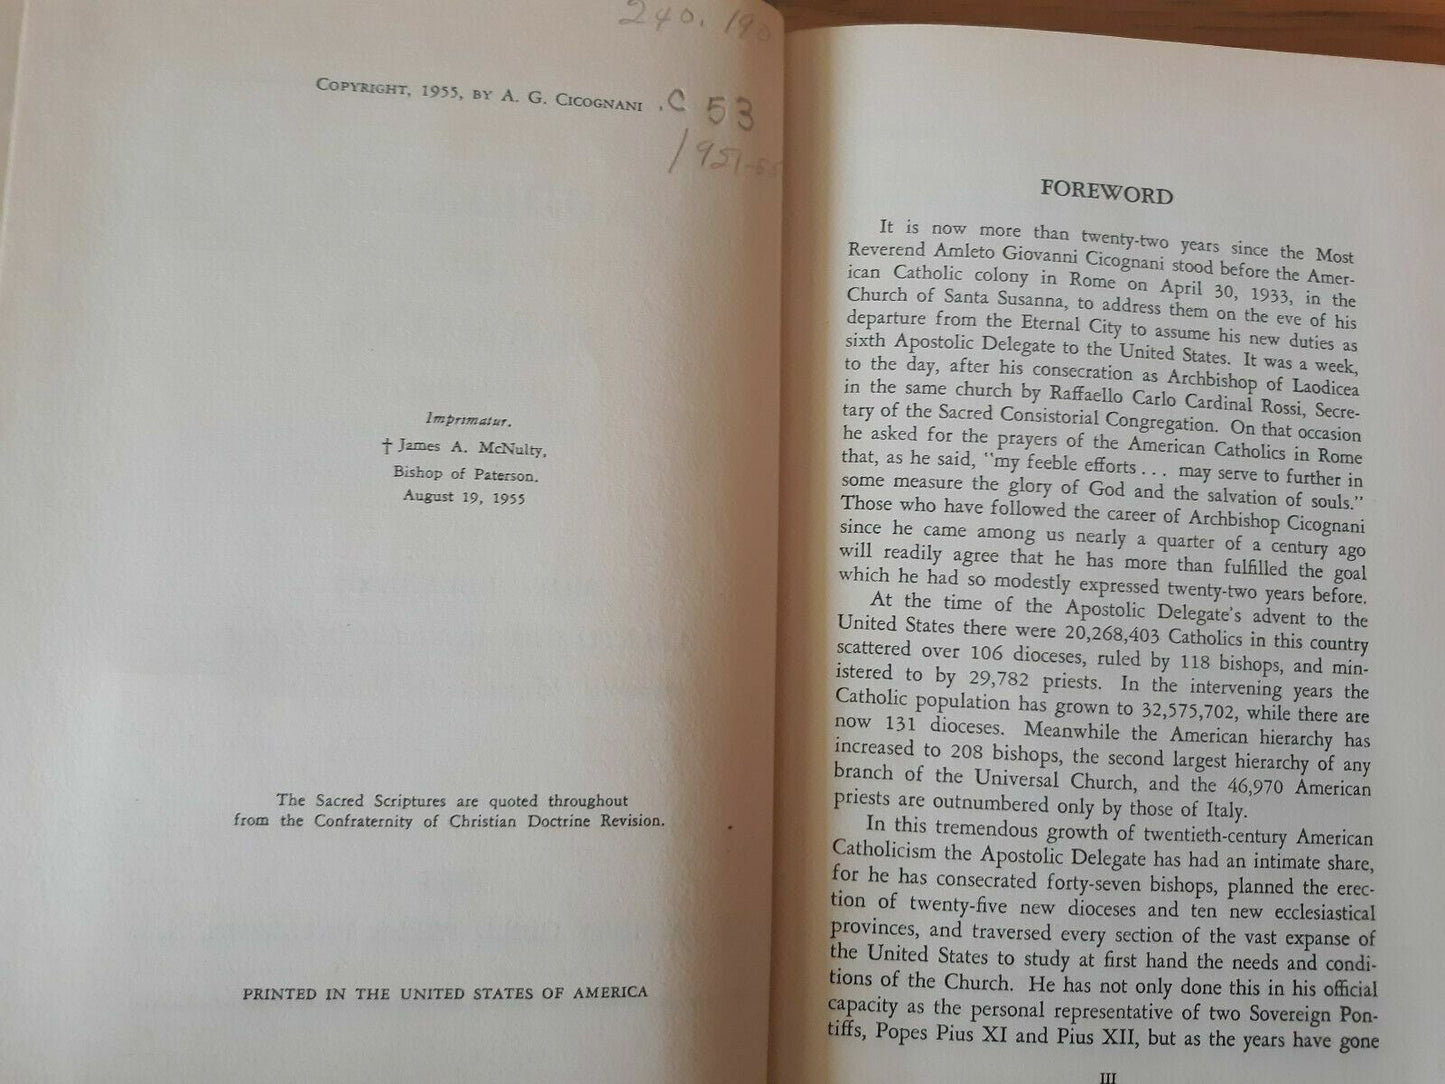 240.190
COPYRIGHT, 1955, BY A. G. CICOGNANI
.C 53
1951-55
Imprimatur.
† James A. McNulty,
Bishop of Paterson.
August 19, 1955
The Sacred Scriptures are quoted throughout
from the Confraternity of Christian Doctrine Revision.
PRINTED IN THE UNITED STATES OF AMERICA
FOREWORD
It is now more than twenty-two years since the Most
Reverend Amleto Giovanni Cicognani stood before the Amer-
ican Catholic colony in Rome on April 30, 1933, in the
Church of Santa Susanna, to address them on the eve of his
departure from the Eternal City to assume his new duties as
sixth Apostolic Delegate to the United States. It was a week,
to the day, after his consecration as Archbishop of Laodicea
in the same church by Raffaello Carlo Cardinal Rossi, Secre-
tary of the Sacred Consistorial Congregation. On that occasion
he asked for the prayers of the American Catholics in Rome
that, as he said, "my feeble efforts . . . may serve to further in
some measure the glory of God and the salvation of souls."
Those who have followed the career of Archbishop Cicognani
since he came among us nearly a quarter of a century ago
will readily agree that he has more than fulfilled the goal
which he had so modestly expressed twenty-two years before.
At the time of the Apostolic Delegate's advent to the
United States there were 20,268,403 Catholics in this country
scattered over 106 dioceses, ruled by 118 bishops, and min-
istered to by 29,782 priests. In the intervening years the
Catholic population has grown to 32,575,702, while there are
now 131 dioceses. Meanwhile the American hierarchy has
increased to 208 bishops, the second largest hierarchy of any
branch of the Universal Church, and the 46,970 American
priests are outnumbered only by those of Italy.
In this tremendous growth of twentieth-century American
Catholicism the Apostolic Delegate has had an intimate share,
for he has consecrated forty-seven bishops, planned the erec-
tion of twenty-five new dioceses and ten new ecclesiastical
provinces, and traversed every section of the vast expanse of
the United States to study at first hand the needs and condi-
tions of the Church. He has not only done this in his official
capacity as the personal representative of two Sovereign Pon-
tiffs, Popes Pius XI and Pius XII, but as the years have gone
III